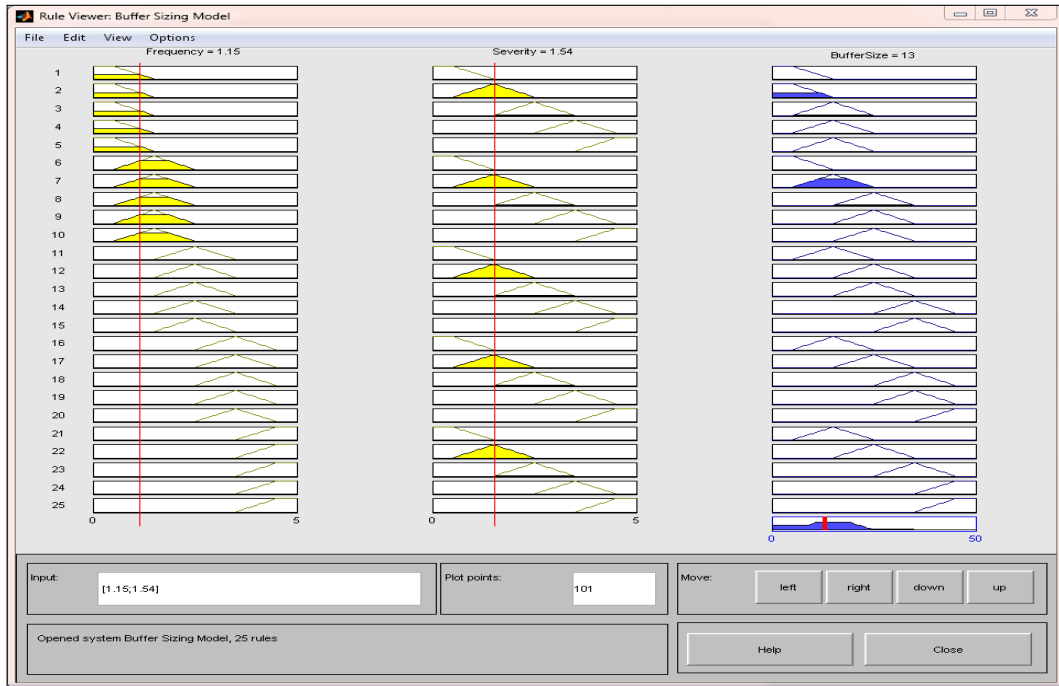 Rule Viewer: Buffer Sizing Model
File Edit View Options
Frequency = 1.15
Severity = 1.54
BufferSize = 13
1
2
3
4
5
6
7
8
9
10
11
12
13
14
15
16
17
18
19
20
21
22
23
24
25
0 5
0 5
0 50
Input:
[1.15;1.54]
Plot points:
101
Move:
left
right
down
up
Opened system Buffer Sizing Model, 25 rules
Help
Close